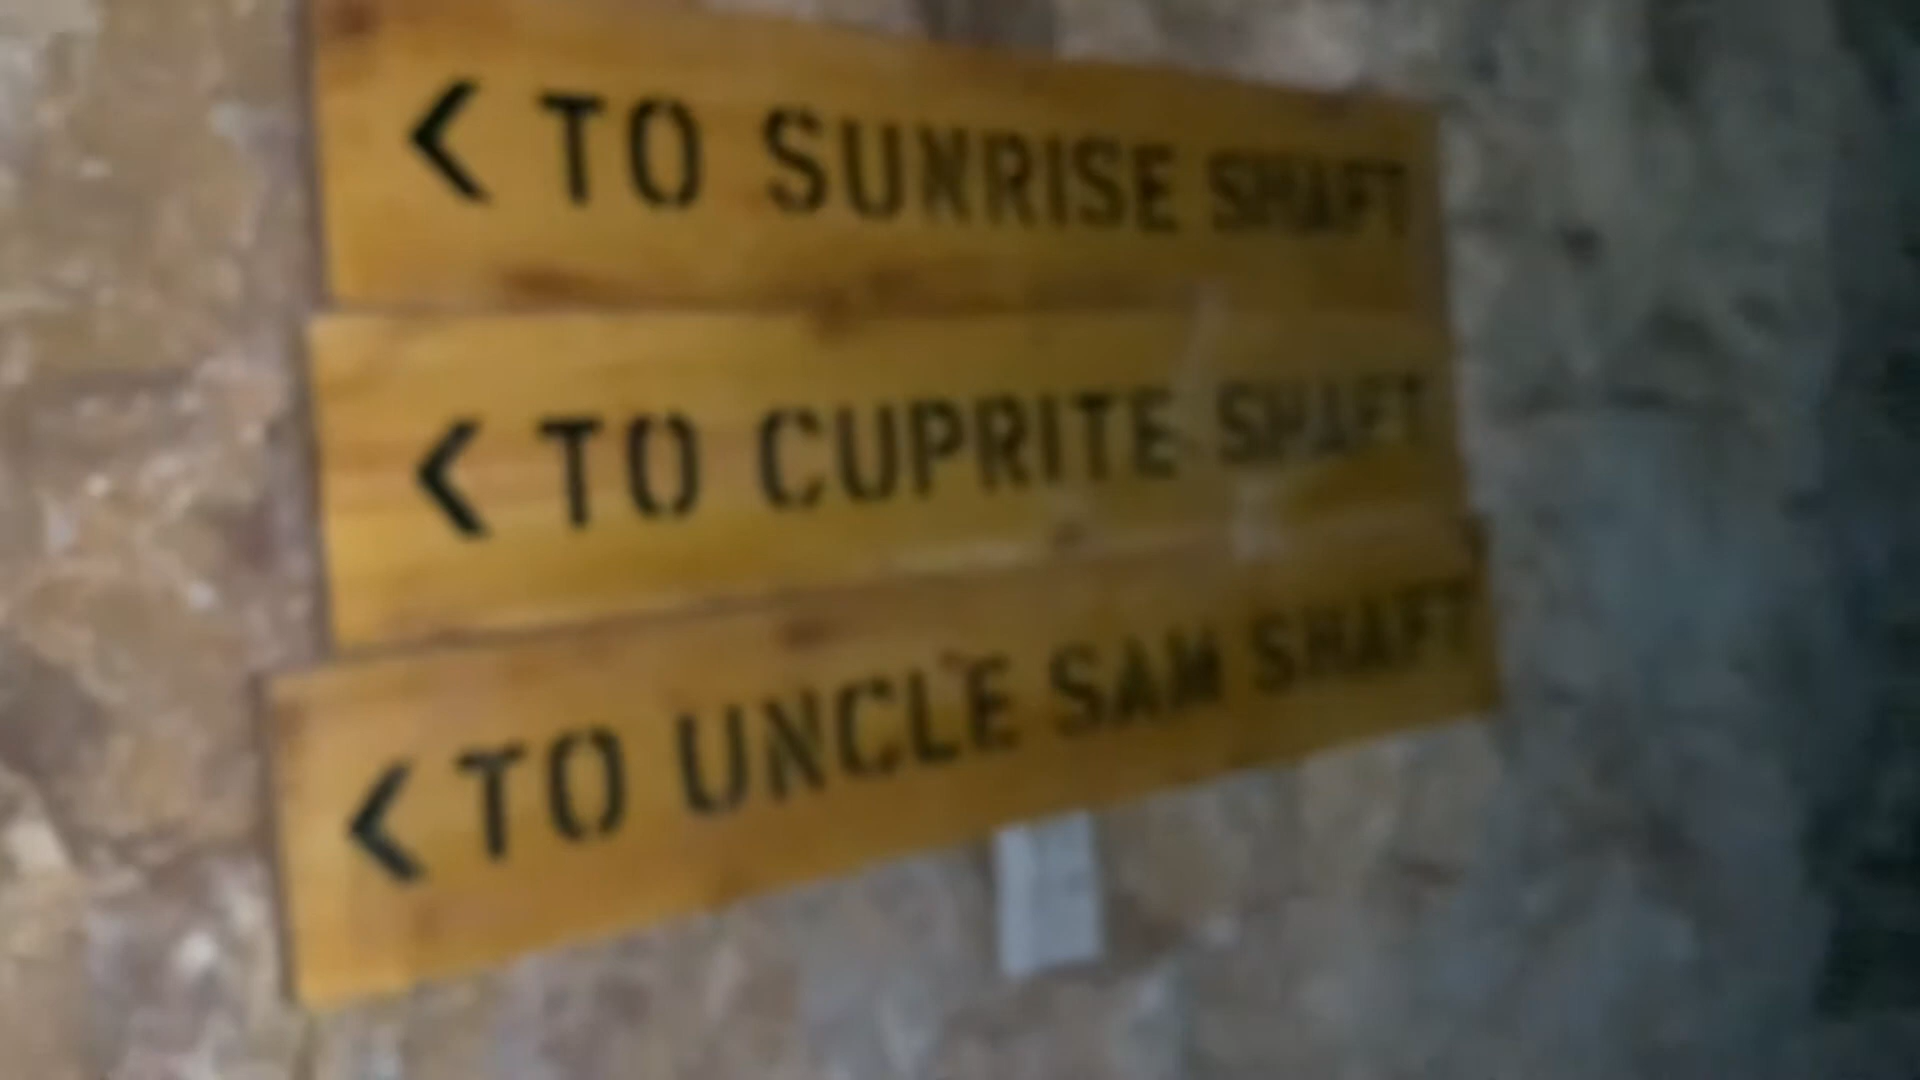 < TO SUNRISE SHAFT
< TO CUPRITE SHAFT
< TO UNCLE SAM SHAFT